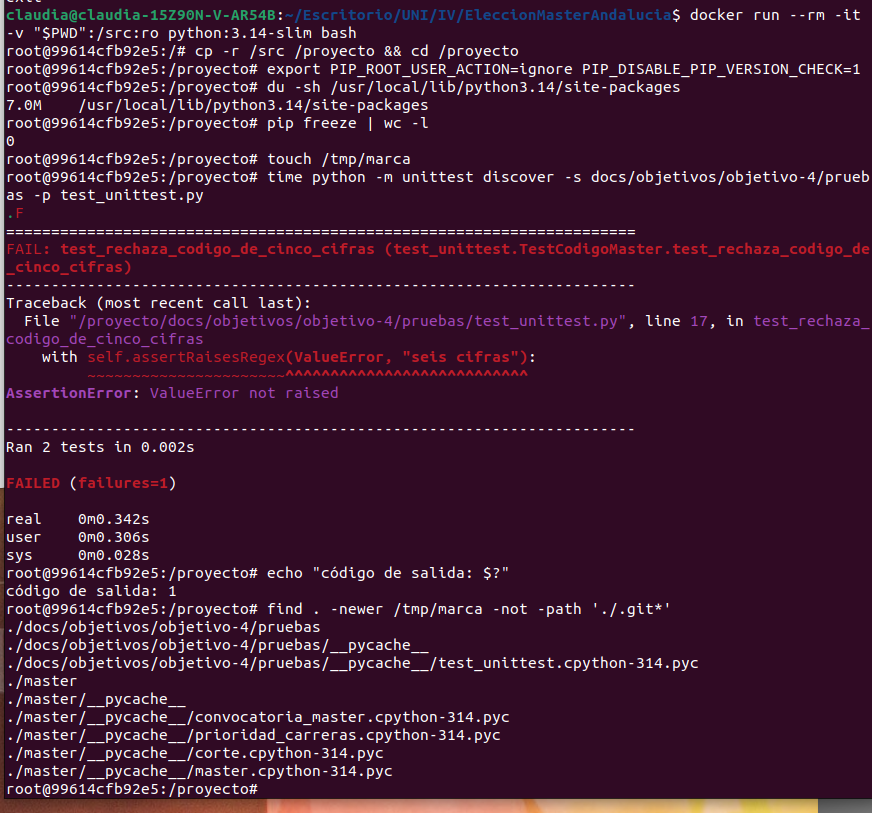 claudia@claudia-15Z90N-V-AR54B:~/Escritorio/UNI/IV/EleccionMasterAndalucia$ docker run --rm -it
-v "$PWD":/src:ro python:3.14-slim bash
root@99614cfb92e5:/# cp -r /src /proyecto && cd /proyecto
root@99614cfb92e5:/proyecto# export PIP_ROOT_USER_ACTION=ignore PIP_DISABLE_PIP_VERSION_CHECK=1
root@99614cfb92e5:/proyecto# du -sh /usr/local/lib/python3.14/site-packages
7.0M    /usr/local/lib/python3.14/site-packages
root@99614cfb92e5:/proyecto# pip freeze | wc -l
0
root@99614cfb92e5:/proyecto# touch /tmp/marca
root@99614cfb92e5:/proyecto# time python -m unittest discover -s docs/objetivos/objetivo-4/prueb
as -p test_unittest.py
.F
======================================================================
FAIL: test_rechaza_codigo_de_cinco_cifras (test_unittest.TestCodigoMaster.test_rechaza_codigo_de
_cinco_cifras)
----------------------------------------------------------------------
Traceback (most recent call last):
  File "/proyecto/docs/objetivos/objetivo-4/pruebas/test_unittest.py", line 17, in test_rechaza_
codigo_de_cinco_cifras
    with self.assertRaisesRegex(ValueError, "seis cifras"):
         ~~~~~~~~~~~~~~~~~~~~~~^^^^^^^^^^^^^^^^^^^^^^^^^^^
AssertionError: ValueError not raised

----------------------------------------------------------------------
Ran 2 tests in 0.002s

FAILED (failures=1)

real    0m0.342s
user    0m0.306s
sys     0m0.028s
root@99614cfb92e5:/proyecto# echo "código de salida: $?"
código de salida: 1
root@99614cfb92e5:/proyecto# find . -newer /tmp/marca -not -path './.git*'
./docs/objetivos/objetivo-4/pruebas
./docs/objetivos/objetivo-4/pruebas/__pycache__
./docs/objetivos/objetivo-4/pruebas/__pycache__/test_unittest.cpython-314.pyc
./master
./master/__pycache__
./master/__pycache__/convocatoria_master.cpython-314.pyc
./master/__pycache__/prioridad_carreras.cpython-314.pyc
./master/__pycache__/corte.cpython-314.pyc
./master/__pycache__/master.cpython-314.pyc
root@99614cfb92e5:/proyecto#